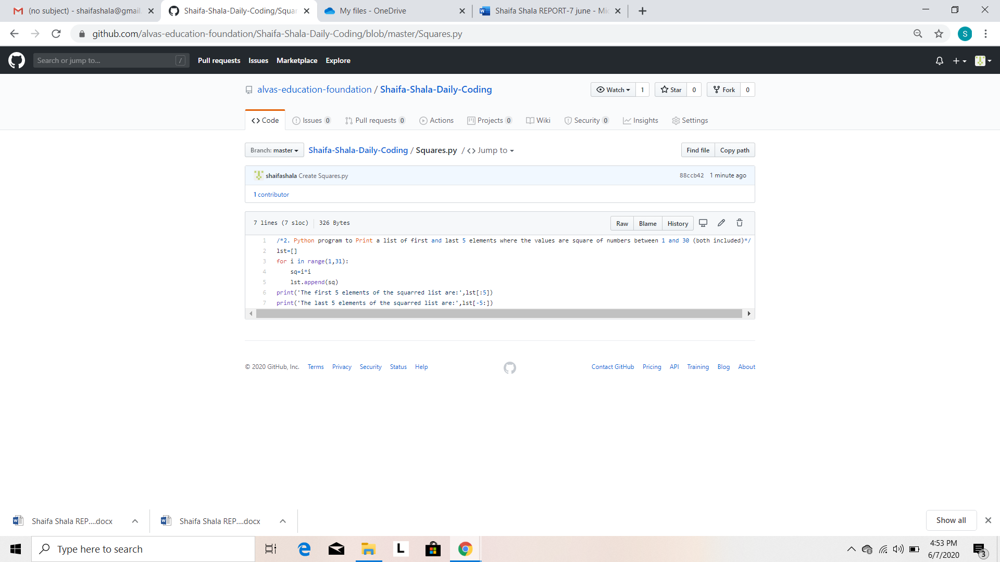 (no subject) - shaifashala@gmail.
Shaifa-Shala-Daily-Coding/Squar
My files - OneDrive
Shaifa Shala REPORT-7 june - Mic
github.com/alvas-education-foundation/Shaifa-Shala-Daily-Coding/blob/master/Squares.py
S
Search or jump to... /
Pull requests Issues Marketplace Explore
alvas-education-foundation / Shaifa-Shala-Daily-Coding
Watch 1 Star 0 Fork 0
Code Issues 0 Pull requests 0 Actions Projects 0 Wiki Security 0 Insights Settings
Branch: master Shaifa-Shala-Daily-Coding / Squares.py / <> Jump to
Find file Copy path
shaifashala Create Squares.py 88ccb42 1 minute ago
1 contributor
7 lines (7 sloc) 326 Bytes Raw Blame History
1 /*2. Python program to Print a list of first and last 5 elements where the values are square of numbers between 1 and 30 (both included)*/
2 lst=[]
3 for i in range(1,31):
4     sq=i*i
5     lst.append(sq)
6 print('The first 5 elements of the squarred list are:',lst[:5])
7 print('The last 5 elements of the squarred list are:',lst[-5:])
© 2020 GitHub, Inc. Terms Privacy Security Status Help
Contact GitHub Pricing API Training Blog About
Shaifa Shala REP....docx
Shaifa Shala REP....docx
Show all
Type here to search
L
4:53 PM
6/7/2020
3